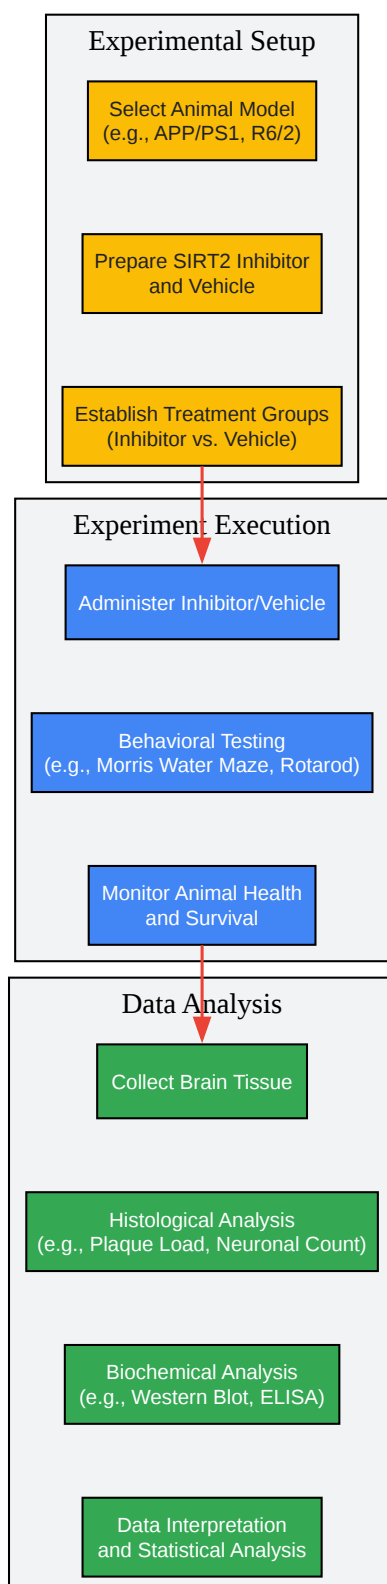 Experimental Setup
Select Animal Model
(e.g., APP/PS1, R6/2)
Prepare SIRT2 Inhibitor
and Vehicle
Establish Treatment Groups
(Inhibitor vs. Vehicle)
Experiment Execution
Administer Inhibitor/Vehicle
Behavioral Testing
(e.g., Morris Water Maze, Rotarod)
Monitor Animal Health
and Survival
Data Analysis
Collect Brain Tissue
Histological Analysis
(e.g., Plaque Load, Neuronal Count)
Biochemical Analysis
(e.g., Western Blot, ELISA)
Data Interpretation
and Statistical Analysis